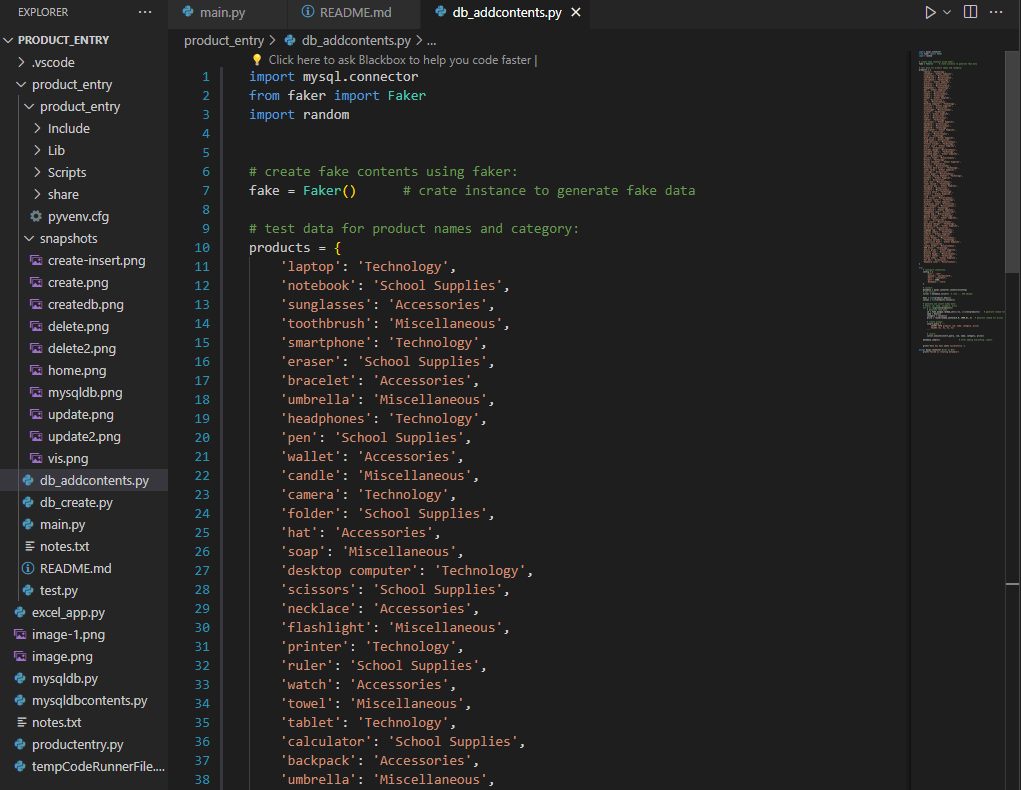 EXPLORER ...
main.py README.md db_addcontents.py ...
PRODUCT_ENTRY
.vscode
product_entry
product_entry
Include
Lib
Scripts
share
pyvenv.cfg
snapshots
create-insert.png
create.png
createdb.png
delete.png
delete2.png
home.png
mysqldb.png
update.png
update2.png
vis.png
db_addcontents.py
db_create.py
main.py
notes.txt
README.md
test.py
excel_app.py
image-1.png
image.png
mysqldb.py
mysqldbcontents.py
notes.txt
productentry.py
tempCodeRunnerFile....
product_entry > db_addcontents.py > ...
Click here to ask Blackbox to help you code faster |
1 import mysql.connector
2 from faker import Faker
3 import random
4
5
6 # create fake contents using faker:
7 fake = Faker() # crate instance to generate fake data
8
9 # test data for product names and category:
10 products = {
11 'laptop': 'Technology',
12 'notebook': 'School Supplies',
13 'sunglasses': 'Accessories',
14 'toothbrush': 'Miscellaneous',
15 'smartphone': 'Technology',
16 'eraser': 'School Supplies',
17 'bracelet': 'Accessories',
18 'umbrella': 'Miscellaneous',
19 'headphones': 'Technology',
20 'pen': 'School Supplies',
21 'wallet': 'Accessories',
22 'candle': 'Miscellaneous',
23 'camera': 'Technology',
24 'folder': 'School Supplies',
25 'hat': 'Accessories',
26 'soap': 'Miscellaneous',
27 'desktop computer': 'Technology',
28 'scissors': 'School Supplies',
29 'necklace': 'Accessories',
30 'flashlight': 'Miscellaneous',
31 'printer': 'Technology',
32 'ruler': 'School Supplies',
33 'watch': 'Accessories',
34 'towel': 'Miscellaneous',
35 'tablet': 'Technology',
36 'calculator': 'School Supplies',
37 'backpack': 'Accessories',
38 'umbrella': 'Miscellaneous',